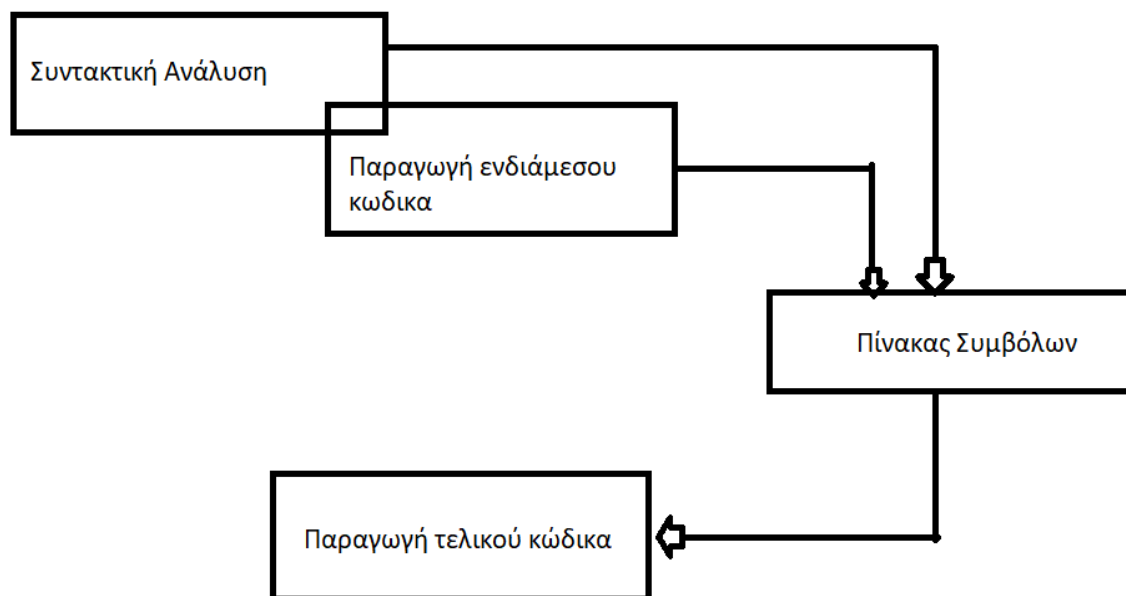 Συντακτική Ανάλυση
Παραγωγή ενδιάμεσου
κωδικα
Πίνακας Συμβόλων
Παραγωγή τελικού κώδικα